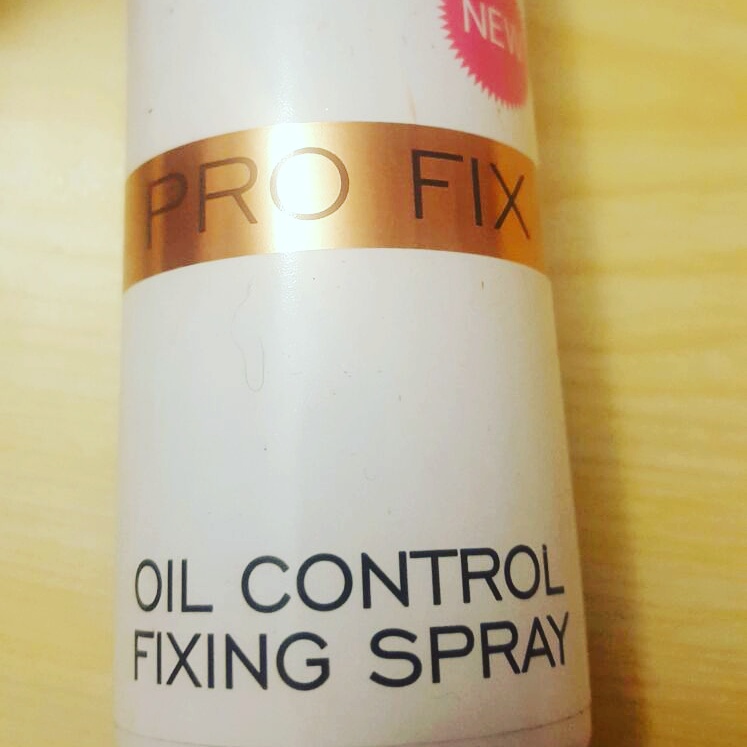 NEW
PRO FIX
OIL CONTROL
FIXING SPRAY